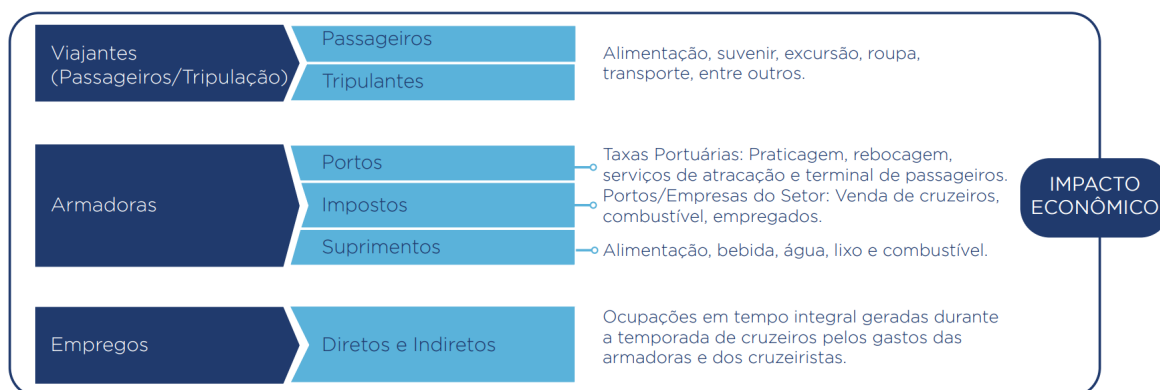 Viajantes
(Passageiros/Tripulação)
Passageiros
Tripulantes
Alimentação, suvenir, excursão, roupa,
transporte, entre outros.
Armadoras
Portos
Impostos
Suprimentos
Taxas Portuárias: Praticagem, rebocagem,
serviços de atracação e terminal de passageiros.
Portos/Empresas do Setor: Venda de cruzeiros,
combustível, empregados.
Alimentação, bebida, água, lixo e combustível.
Empregos
Diretos e Indiretos
Ocupações em tempo integral geradas durante
a temporada de cruzeiros pelos gastos das
armadoras e dos cruzeiristas.
IMPACTO
ECONÔMICO